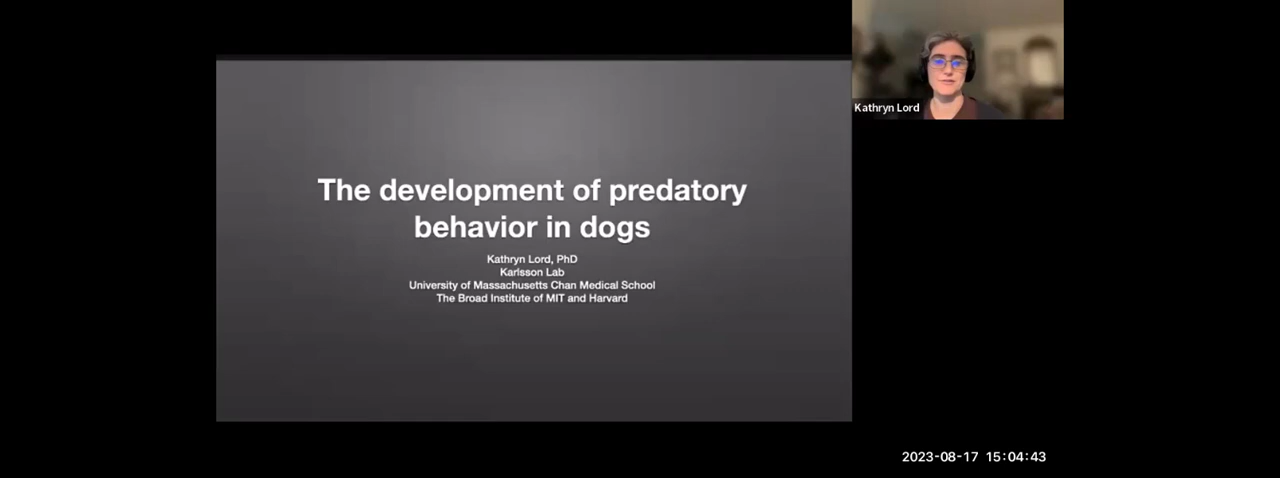 The development of predatory
behavior in dogs
Kathryn Lord, PhD
Karlsson Lab
University of Massachusetts Chan Medical School
The Broad Institute of MIT and Harvard
Kathryn Lord
2023-08-17 15:04:43